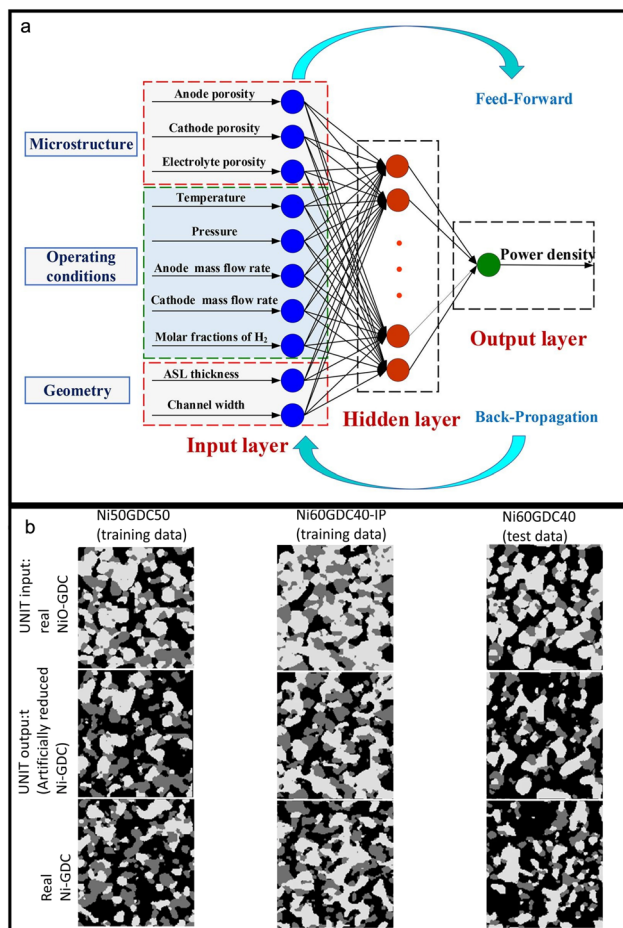 a
Feed-Forward
Microstructure
Anode porosity
Cathode porosity
Electrolyte porosity
Operating
conditions
Temperature
Pressure
Anode mass flow rate
Cathode mass flow rate
Molar fractions of H₂
Geometry
ASL thickness
Channel width
Input layer
Hidden layer
Power density
Output layer
Back-Propagation
b
Ni50GDC50
(training data)
Ni60GDC40-IP
(training data)
Ni60GDC40
(test data)
UNIT input:
real
NiO-GDC
UNIT outpu:t
(Artificially reduced
Ni-GDC)
Real
Ni-GDC